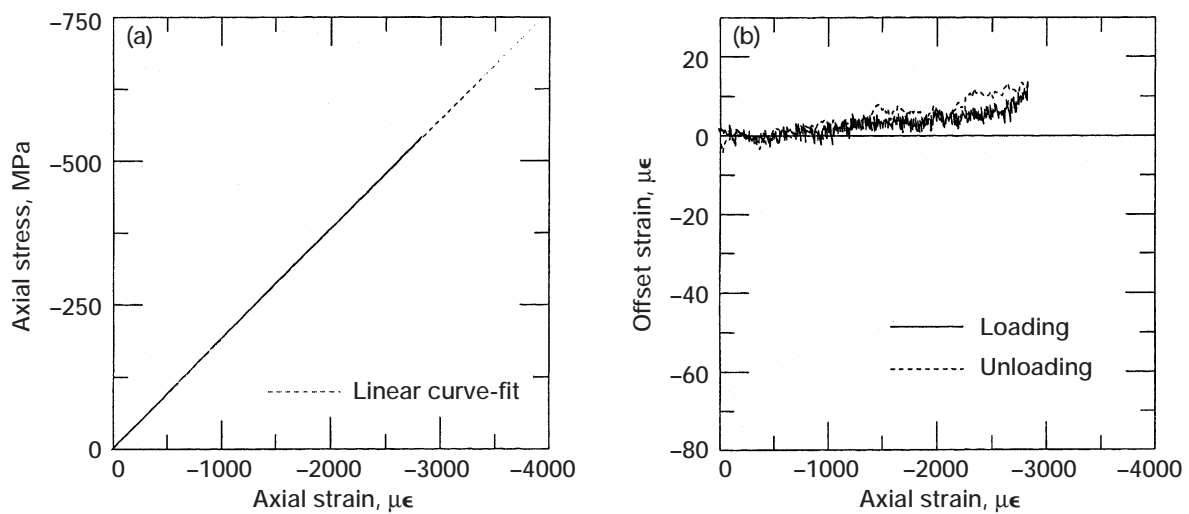 (a)
Axial stress, MPa
−750
−500
−250
0
0
−1000
−2000
−3000
−4000
Axial strain, με
Linear curve-fit
(b)
Offset strain, με
20
0
−20
−40
−60
−80
0
−1000
−2000
−3000
−4000
Axial strain, με
Loading
Unloading